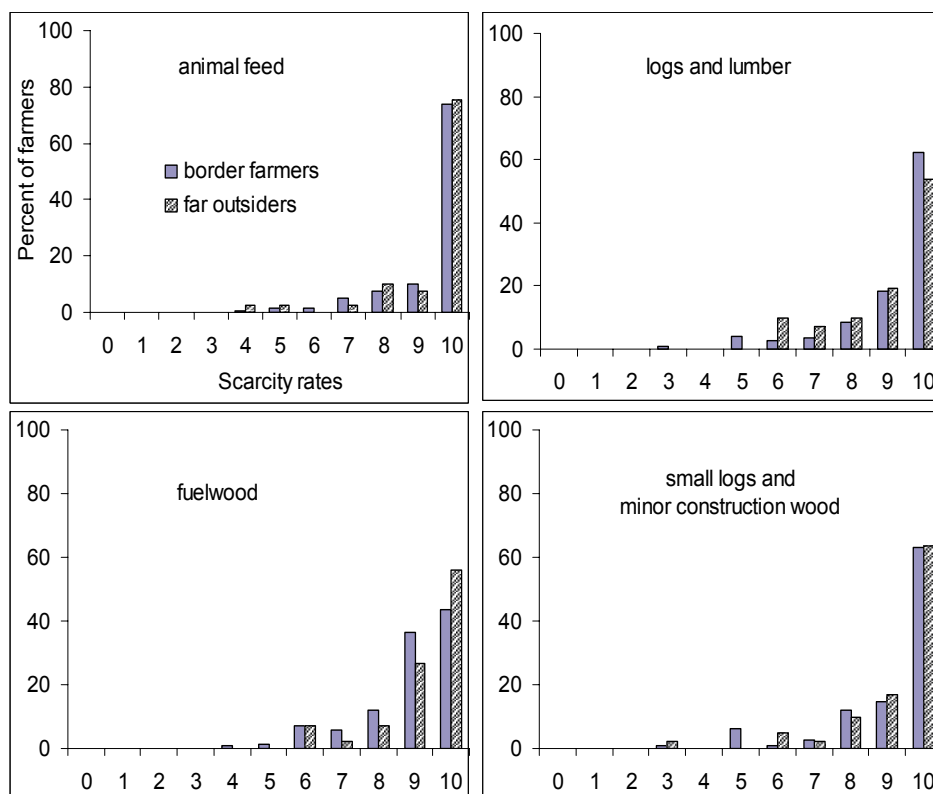 100
80
60
40
20
0
Percent of farmers
animal feed
border farmers
far outsiders
0 1 2 3 4 5 6 7 8 9 10
Scarcity rates
100
80
60
40
20
0
logs and lumber
0 1 2 3 4 5 6 7 8 9 10
100
80
60
40
20
0
fuelwood
0 1 2 3 4 5 6 7 8 9 10
100
80
60
40
20
0
small logs and
minor construction wood
0 1 2 3 4 5 6 7 8 9 10